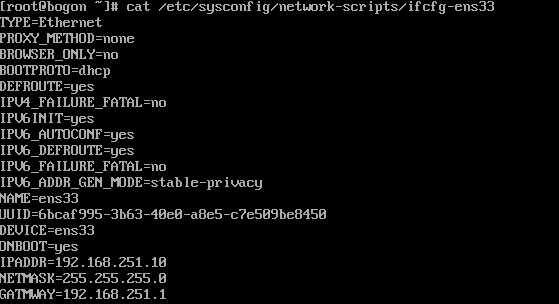 [root@bogon ~]# cat /etc/sysconfig/network-scripts/ifcfg-ens33
TYPE=Ethernet
PROXY_METHOD=none
BROWSER_ONLY=no
BOOTPROTO=dhcp
DEFROUTE=yes
IPV4_FAILURE_FATAL=no
IPV6INIT=yes
IPV6_AUTOCONF=yes
IPV6_DEFROUTE=yes
IPV6_FAILURE_FATAL=no
IPV6_ADDR_GEN_MODE=stable-privacy
NAME=ens33
UUID=6bcaf995-3b63-40e0-a8e5-c7e509be8450
DEVICE=ens33
ONBOOT=yes
IPADDR=192.168.251.10
NETMASK=255.255.255.0
GATMWAY=192.168.251.1